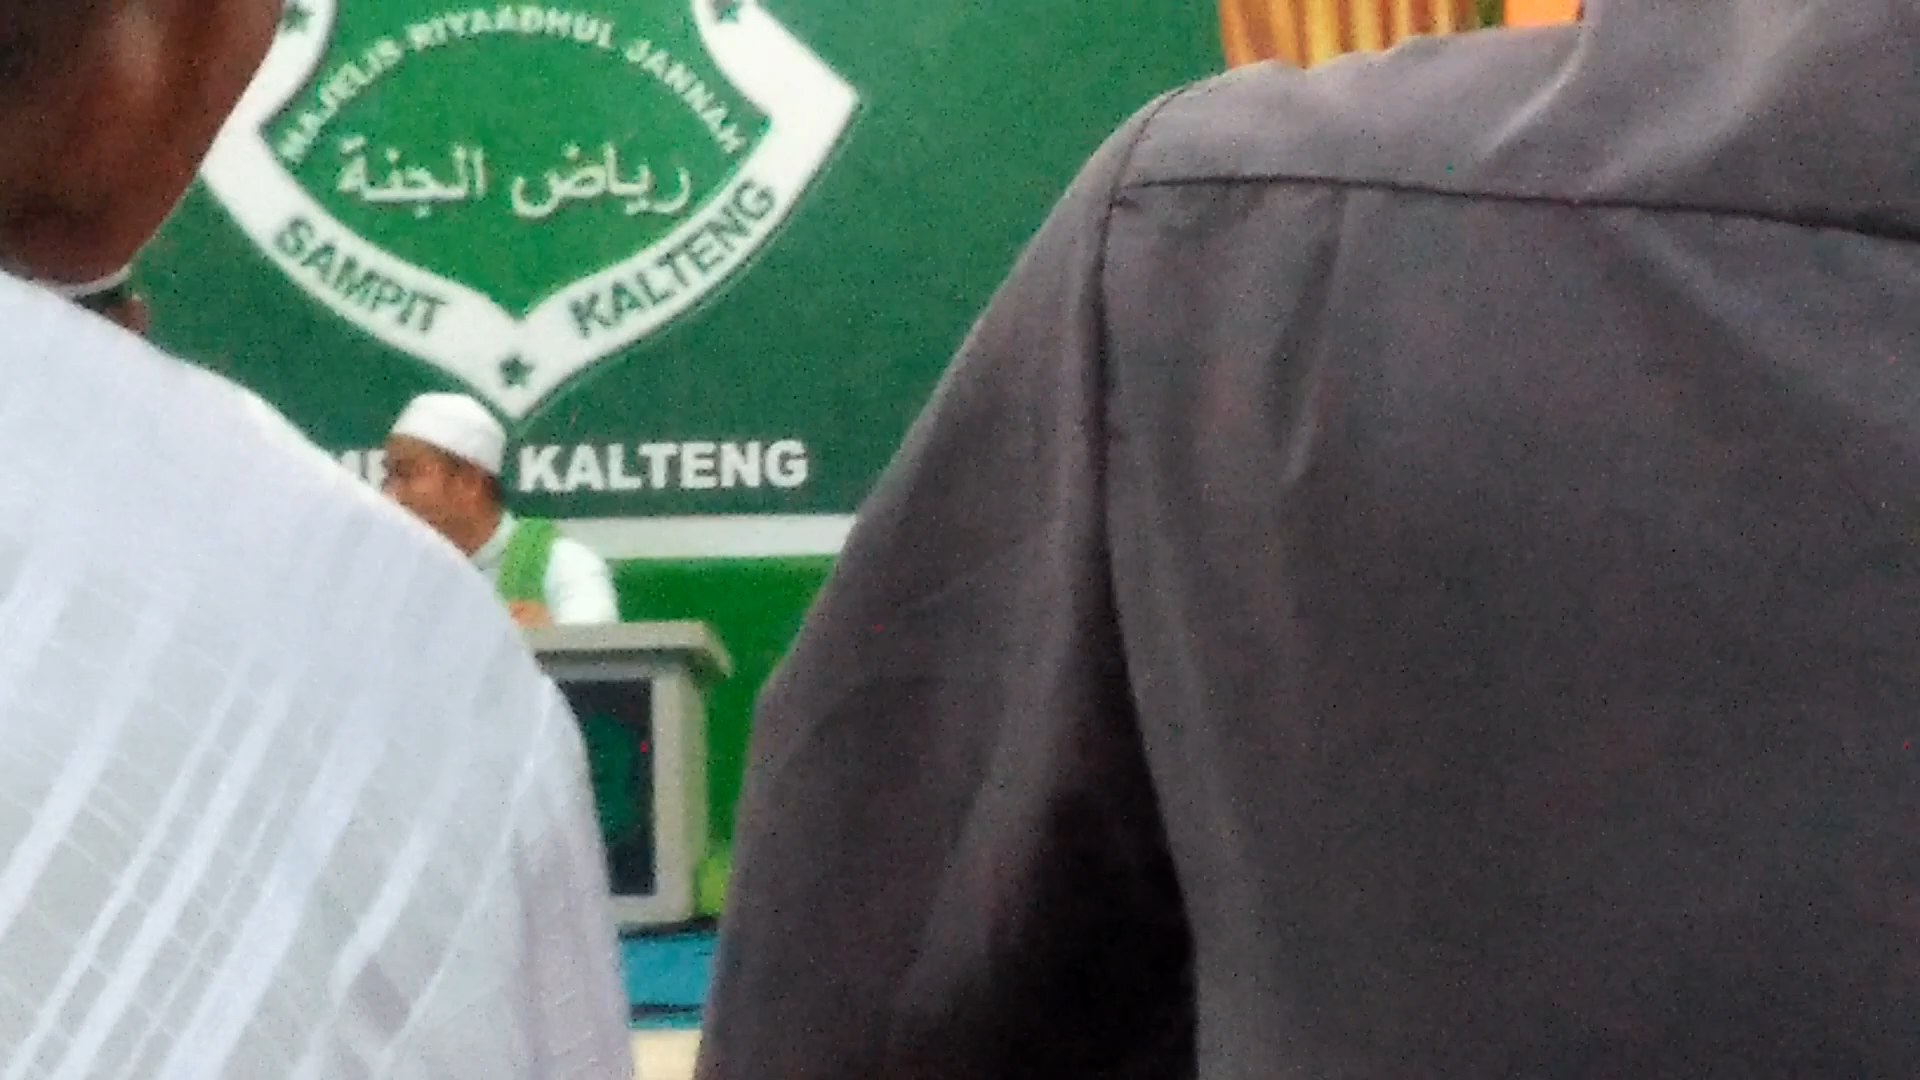 MAJELIS RIYAADHUL JANNAH
رياض الجنة
SAMPIT KALTENG
KALTENG